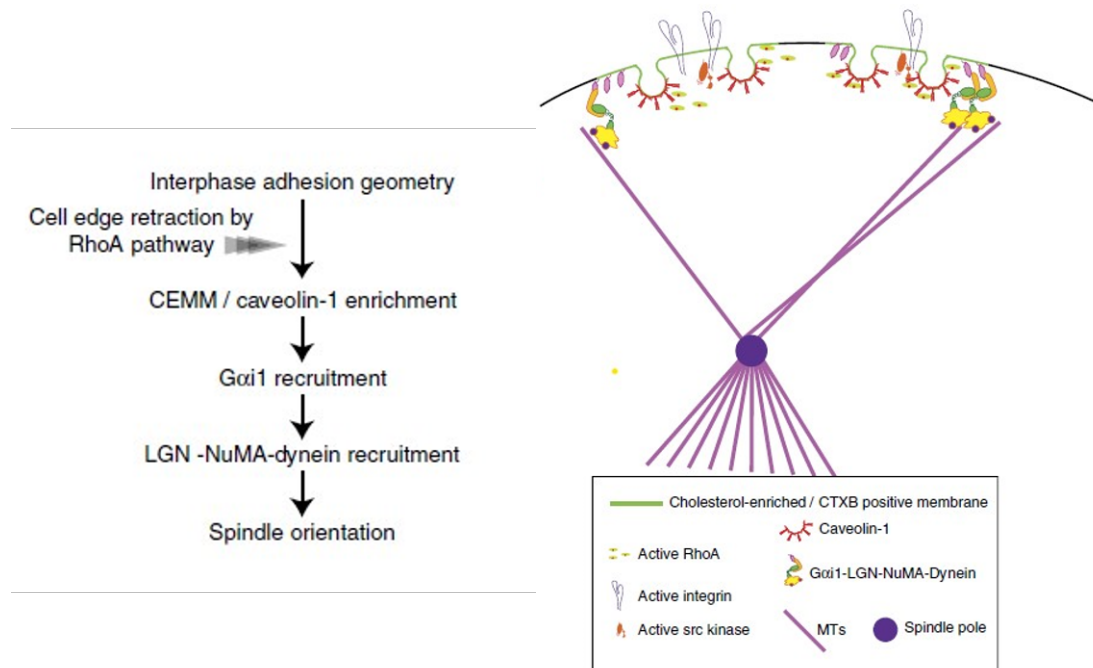 Interphase adhesion geometry
Cell edge retraction by
RhoA pathway
CEMM / caveolin-1 enrichment
Gαi1 recruitment
LGN -NuMA-dynein recruitment
Spindle orientation
Cholesterol-enriched / CTXB positive membrane
Caveolin-1
Active RhoA
Gαi1-LGN-NuMA-Dynein
Active integrin
Active src kinase
MTs
Spindle pole